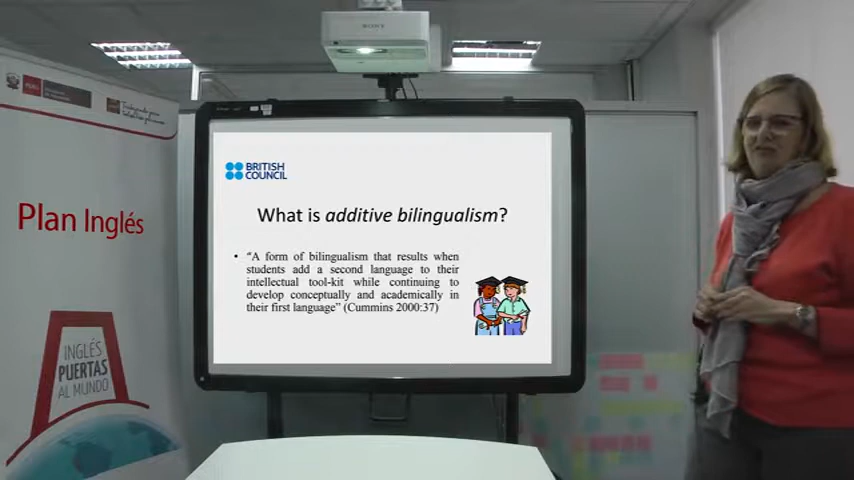 SONY
PERÚ
Plan Inglés
INGLÉS
PUERTAS
AL MUNDO
BRITISH
COUNCIL
What is additive bilingualism?
• “A form of bilingualism that results when
students add a second language to their
intellectual tool-kit while continuing to
develop conceptually and academically in
their first language” (Cummins 2000:37)